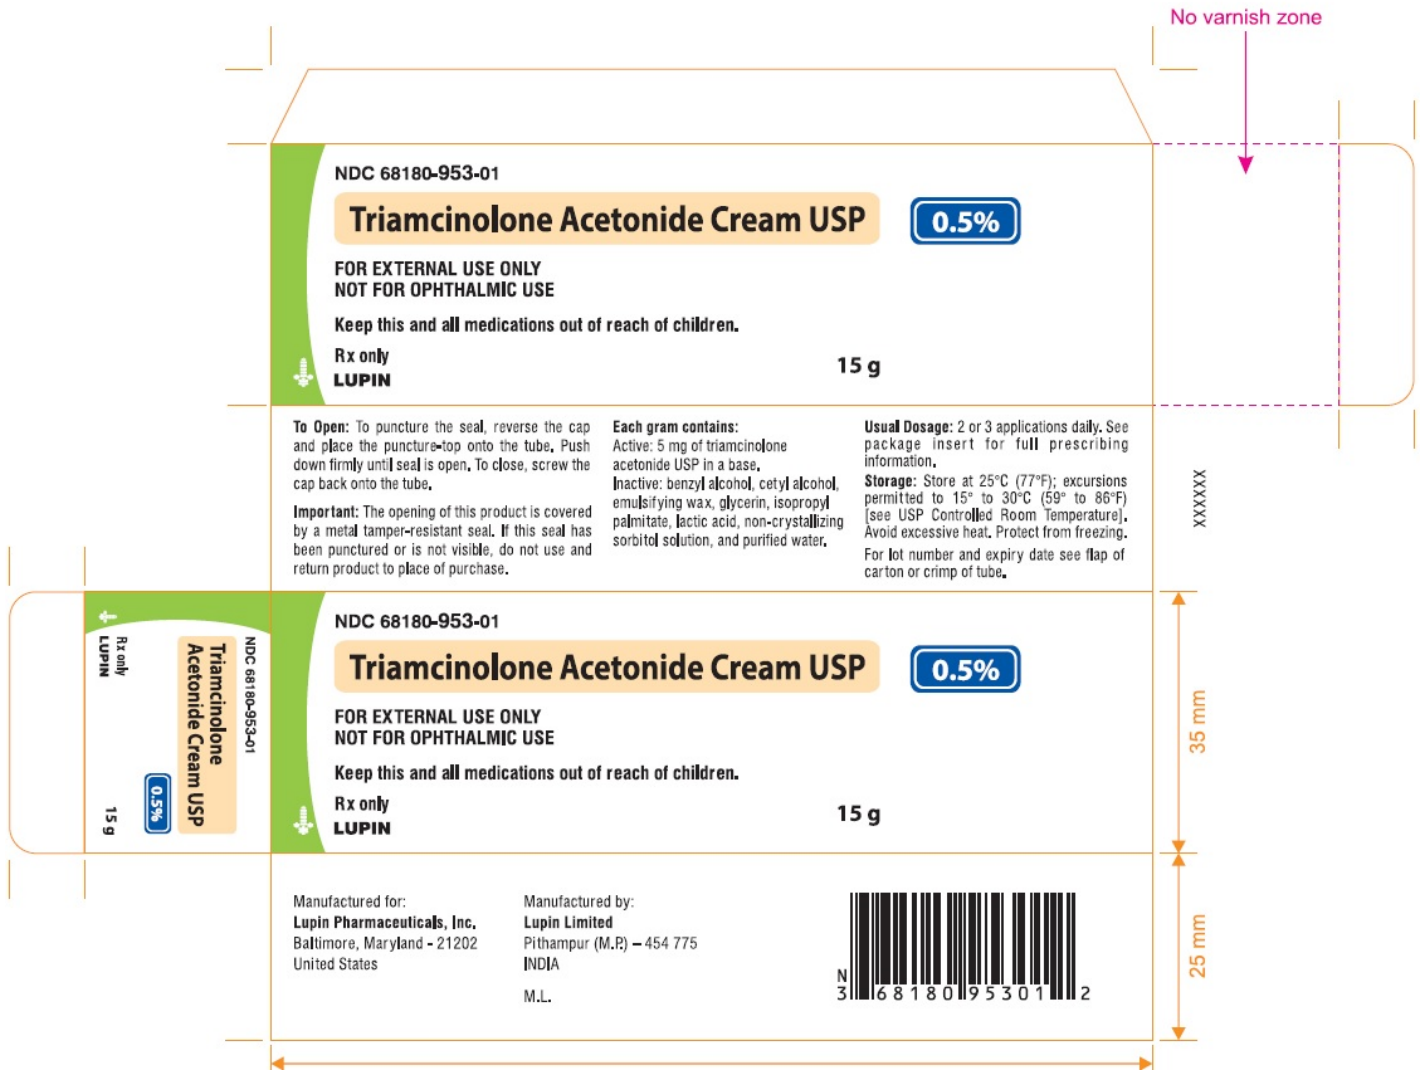 No varnish zone
NDC 68180-953-01
Triamcinolone Acetonide Cream USP
0.5%
FOR EXTERNAL USE ONLY
NOT FOR OPHTHALMIC USE
Keep this and all medications out of reach of children.
Rx only
LUPIN
15 g
To Open: To puncture the seal, reverse the cap
and place the puncture-top onto the tube. Push
down firmly until seal is open. To close, screw the
cap back onto the tube.
Important: The opening of this product is covered
by a metal tamper-resistant seal. If this seal has
been punctured or is not visible, do not use and
return product to place of purchase.
Each gram contains:
Active: 5 mg of triamcinolone
acetonide USP in a base.
Inactive: benzyl alcohol, cetyl alcohol,
emulsifying wax, glycerin, isopropyl
palmitate, lactic acid, non-crystallizing
sorbitol solution, and purified water.
Usual Dosage: 2 or 3 applications daily. See
package insert for full prescribing
information.
Storage: Store at 25°C (77°F); excursions
permitted to 15° to 30°C (59° to 86°F)
[see USP Controlled Room Temperature].
Avoid excessive heat. Protect from freezing.
For lot number and expiry date see flap of
carton or crimp of tube.
XXXXXX
NDC 68180-953-01
Triamcinolone
Acetonide Cream USP
0.5%
Rx only
LUPIN
15 g
NDC 68180-953-01
Triamcinolone Acetonide Cream USP
0.5%
FOR EXTERNAL USE ONLY
NOT FOR OPHTHALMIC USE
Keep this and all medications out of reach of children.
Rx only
LUPIN
15 g
35 mm
Manufactured for:
Lupin Pharmaceuticals, Inc.
Baltimore, Maryland - 21202
United States
Manufactured by:
Lupin Limited
Pithampur (M.P.) – 454 775
INDIA
M.L.
N
3 68180 95301 2
25 mm